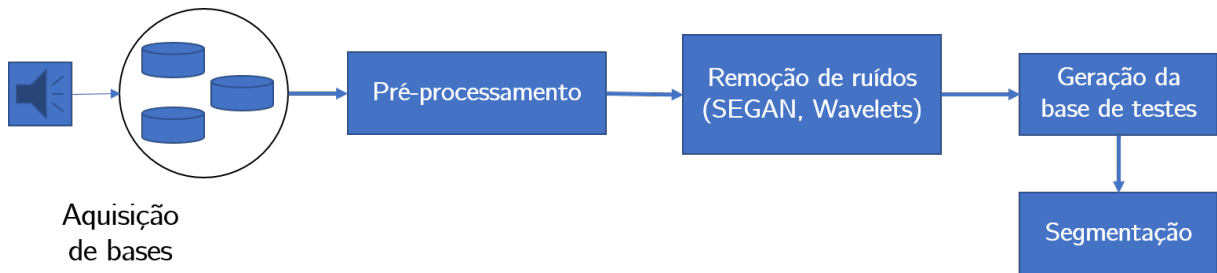 Aquisição
de bases
Pré-processamento
Remoção de ruídos
(SEGAN, Wavelets)
Geração da
base de testes
Segmentação